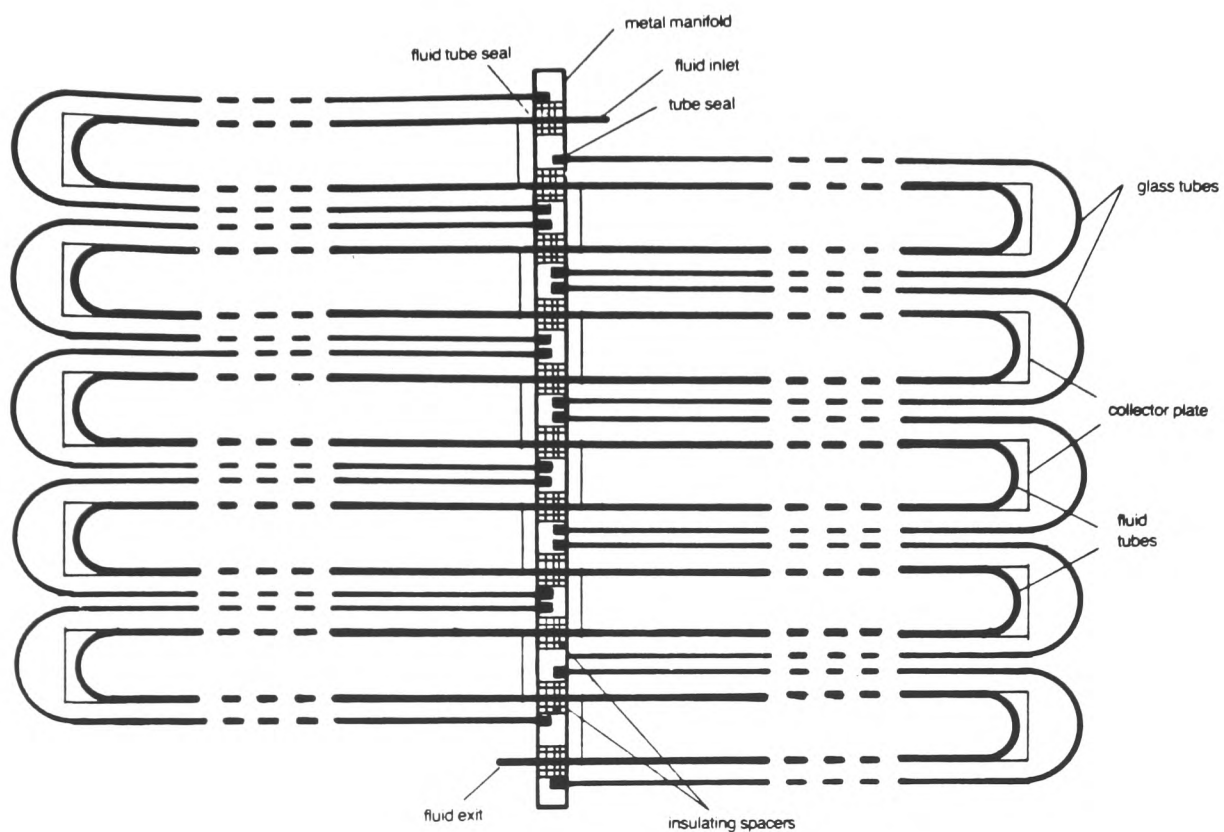 metal manifold
fluid tube seal
fluid inlet
tube seal
glass tubes
collector plate
fluid
tubes
fluid exit
insulating spacers